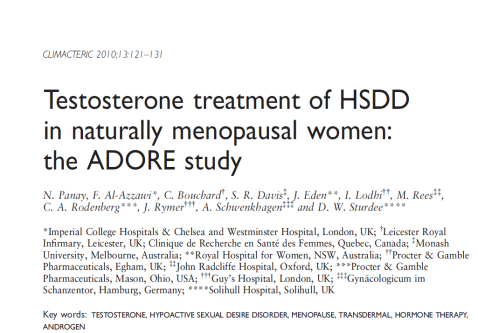 CLIMACTERIC 2010;13:121–131
Testosterone treatment of HSDD
in naturally menopausal women:
the ADORE study
N. Panay, F. Al-Azzawi*, C. Bouchard†, S. R. Davis‡, J. Eden**, I. Lodhi††, M. Rees‡‡,
C. A. Rodenberg***, J. Rymer†††, A. Schwenkhagen‡‡‡ and D. W. Sturdee****
*Imperial College Hospitals & Chelsea and Westminster Hospital, London, UK; †Leicester Royal
Infirmary, Leicester, UK; Clinique de Recherche en Santé des Femmes, Quebec, Canada; ‡Monash
University, Melbourne, Australia; **Royal Hospital for Women, NSW, Australia; ††Procter & Gamble
Pharmaceuticals, Egham, UK; ‡‡John Radcliffe Hospital, Oxford, UK; ***Procter & Gamble
Pharmaceuticals, Mason, Ohio, USA; †††Guy's Hospital, London, UK; ‡‡‡Gynäcologicum im
Schanzentor, Hamburg, Germany; ****Solihull Hospital, Solihull, UK
Key words: TESTOSTERONE, HYPOACTIVE SEXUAL DESIRE DISORDER, MENOPAUSE, TRANSDERMAL, HORMONE THERAPY,
ANDROGEN